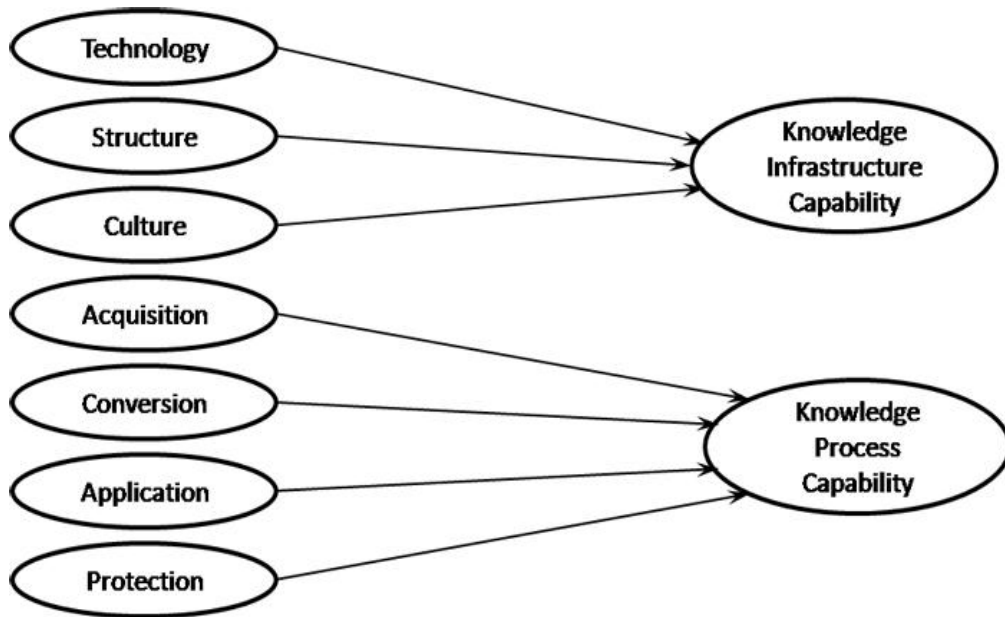 Technology
Structure
Culture
Acquisition
Conversion
Application
Protection
Knowledge
Infrastructure
Capability
Knowledge
Process
Capability